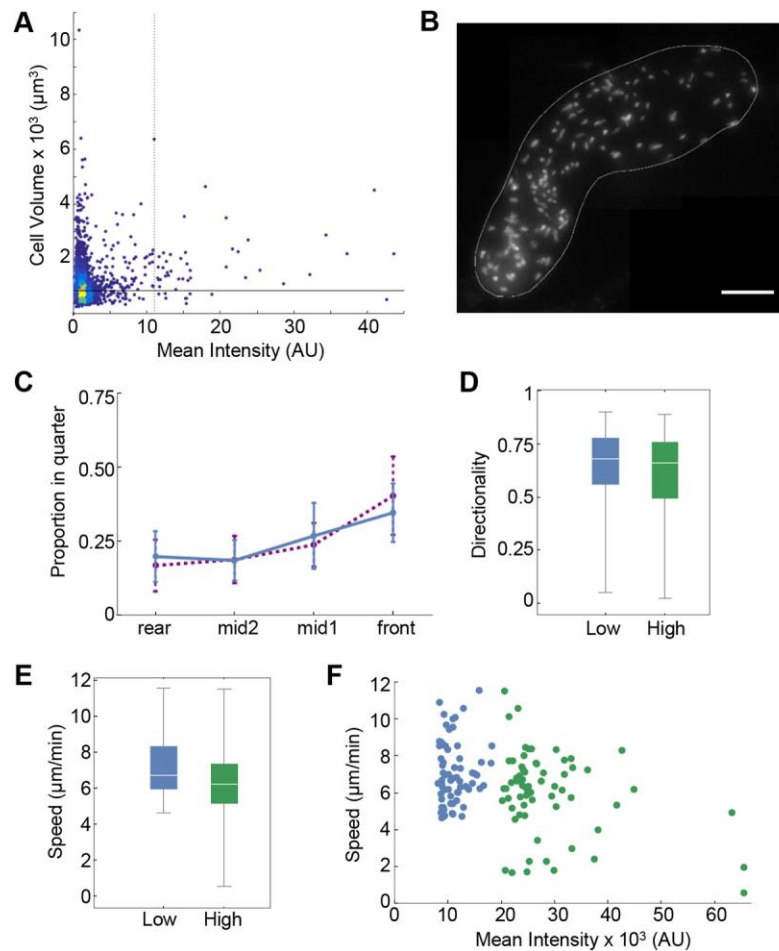 A
Cell Volume x 10³ (µm³)
10
8
6
4
2
0
10
20
30
40
Mean Intensity (AU)
B
C
Proportion in quarter
0.75
0.50
0.25
0
rear
mid2
mid1
front
D
Directionality
1
0.75
0.5
0.25
0
Low
High
E
Speed (µm/min)
12
10
8
6
4
2
0
Low
High
F
Speed (µm/min)
12
10
8
6
4
2
0
0
10
20
30
40
50
60
Mean Intensity x 10³ (AU)